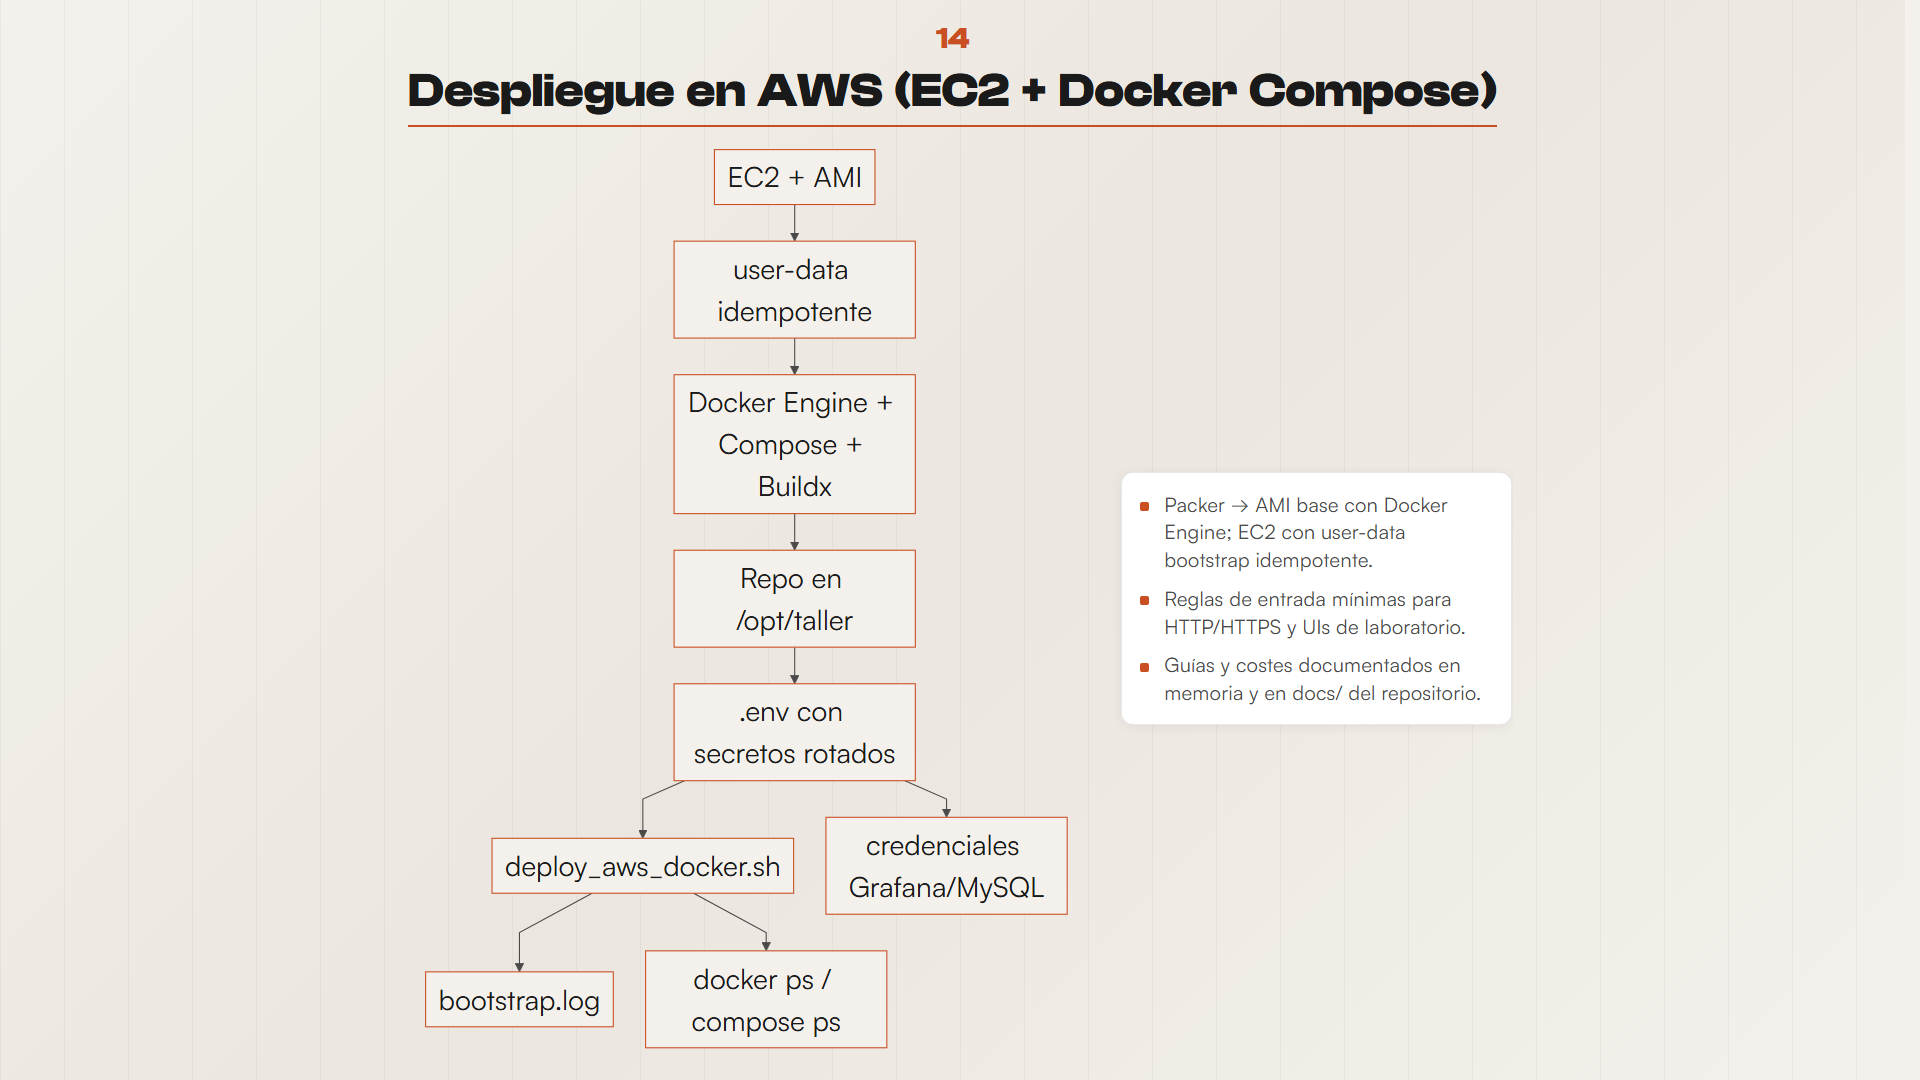 14
Despliegue en AWS (EC2 + Docker Compose)
EC2 + AMI
user-data
idempotente
Docker Engine +
Compose +
Buildx
Repo en
/opt/taller
.env con
secretos rotados
deploy_aws_docker.sh
credenciales
Grafana/MySQL
bootstrap.log
docker ps /
compose ps
Packer → AMI base con Docker
Engine; EC2 con user-data
bootstrap idempotente.
Reglas de entrada mínimas para
HTTP/HTTPS y UIs de laboratorio.
Guías y costes documentados en
memoria y en docs/ del repositorio.